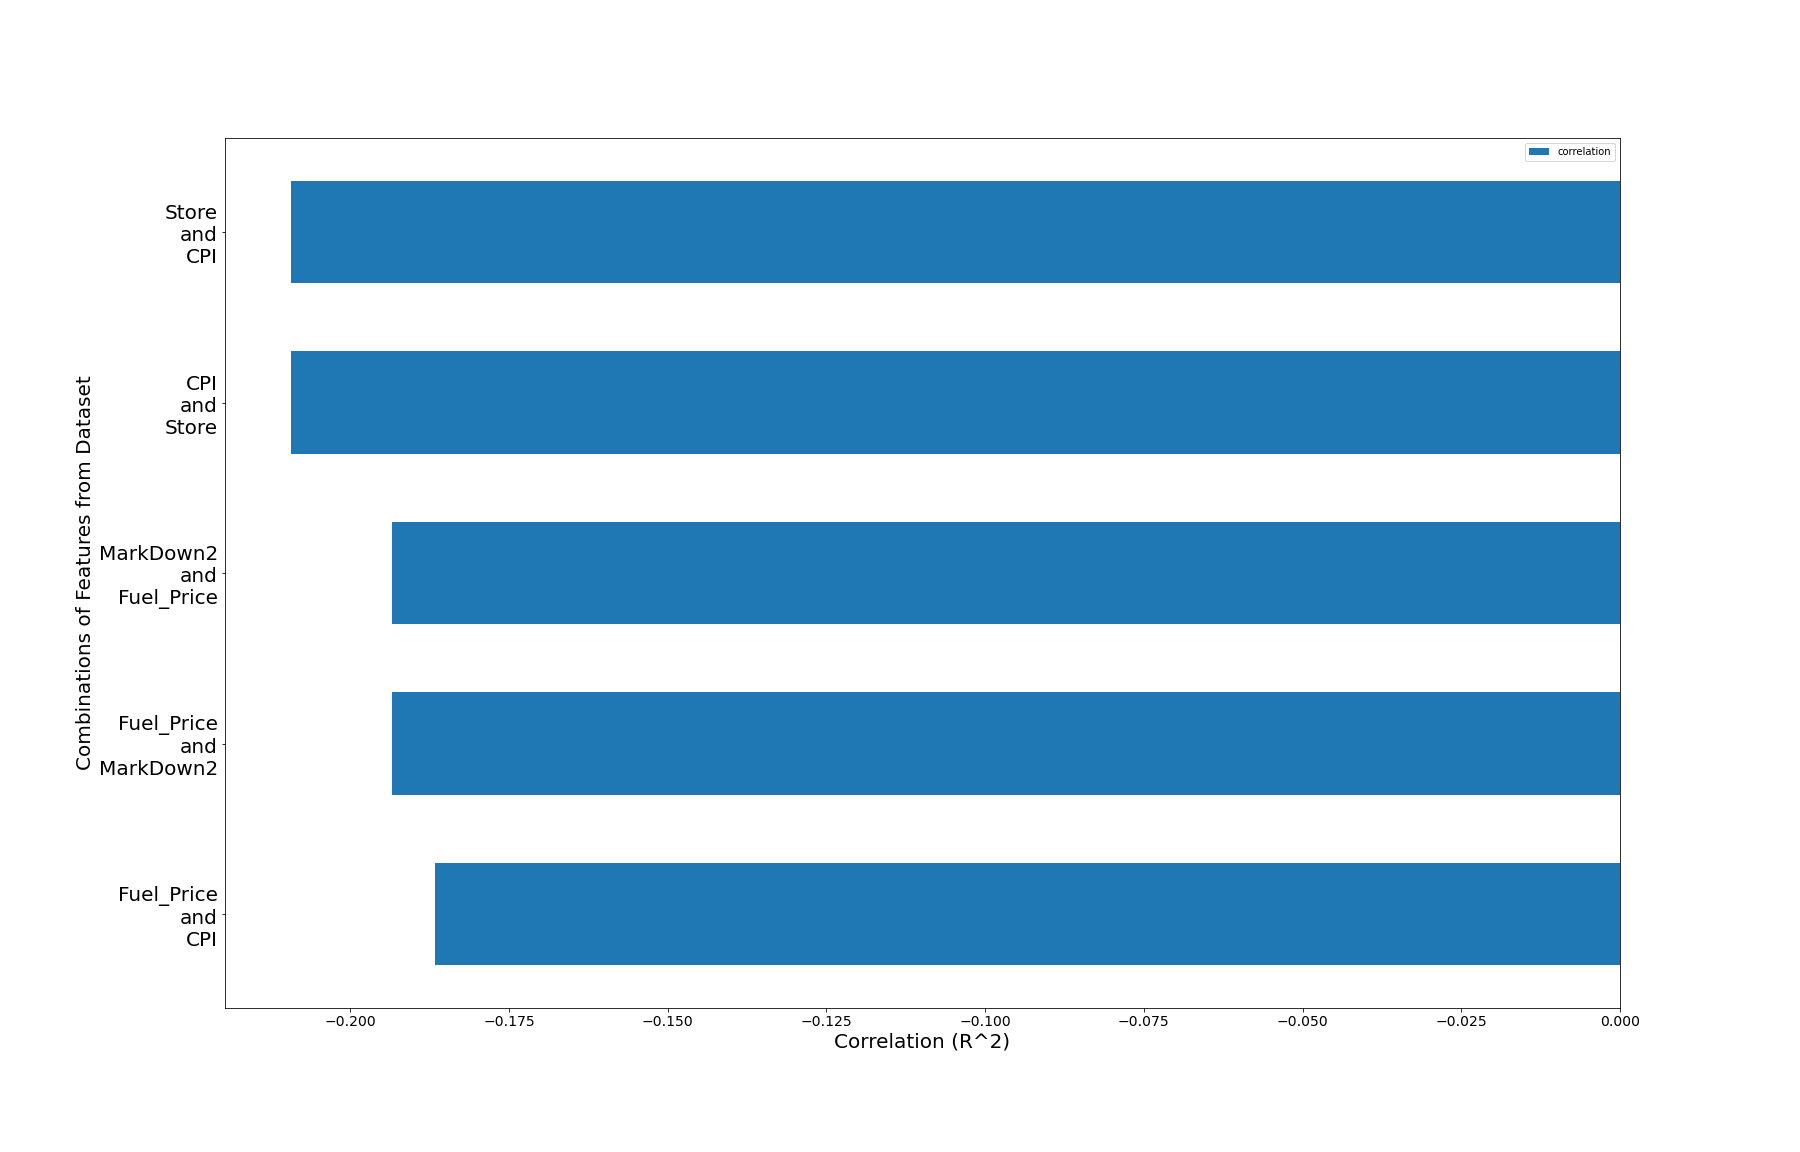 correlation
Store
and
CPI
CPI
and
Store
MarkDown2
and
Fuel_Price
Fuel_Price
and
MarkDown2
Fuel_Price
and
CPI
Combinations of Features from Dataset
−0.200 −0.175 −0.150 −0.125 −0.100 −0.075 −0.050 −0.025 0.000
Correlation (R^2)